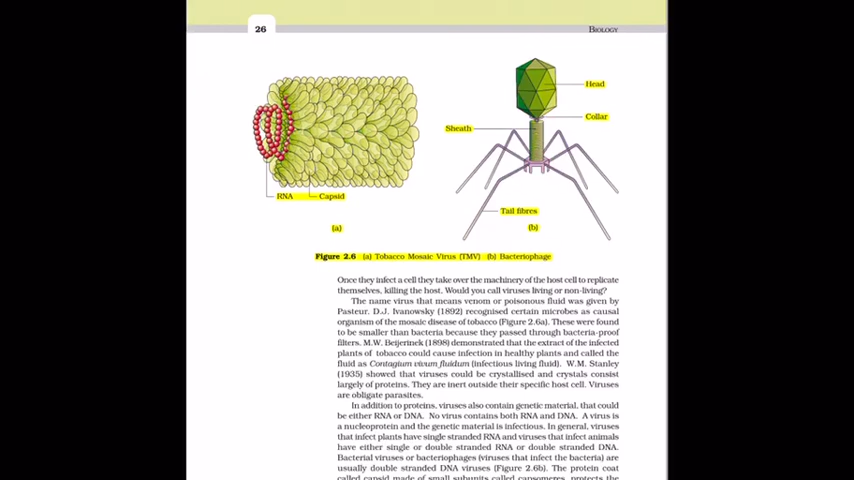 26
BIOLOGY
Head
Collar
Sheath
RNA
Capsid
Tail fibres
(a)
(b)
Figure 2.6 (a) Tobacco Mosaic Virus (TMV) (b) Bacteriophage
Once they infect a cell they take over the machinery of the host cell to replicate
themselves, killing the host. Would you call viruses living or non-living?
The name virus that means venom or poisonous fluid was given by
Pasteur. D.J. Ivanowsky (1892) recognised certain microbes as causal
organism of the mosaic disease of tobacco (Figure 2.6a). These were found
to be smaller than bacteria because they passed through bacteria-proof
filters. M.W. Beijerinek (1898) demonstrated that the extract of the infected
plants of tobacco could cause infection in healthy plants and called the
fluid as Contagium vivum fluidum (infectious living fluid). W.M. Stanley
(1935) showed that viruses could be crystallised and crystals consist
largely of proteins. They are inert outside their specific host cell. Viruses
are obligate parasites.
In addition to proteins, viruses also contain genetic material, that could
be either RNA or DNA. No virus contains both RNA and DNA. A virus is
a nucleoprotein and the genetic material is infectious. In general, viruses
that infect plants have single stranded RNA and viruses that infect animals
have either single or double stranded RNA or double stranded DNA.
Bacterial viruses or bacteriophages (viruses that infect the bacteria) are
usually double stranded DNA viruses (Figure 2.6b). The protein coat
called capsid made of small subunits called capsomeres, protects the